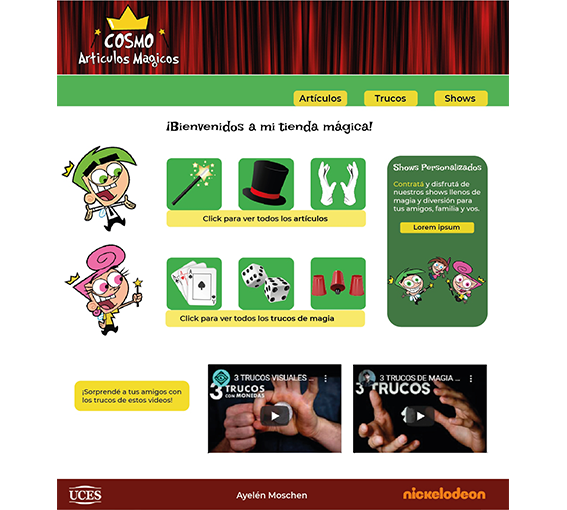 COSMO
Articulos Magicos
Artículos
Trucos
Shows
¡Bienvenidos a mi tienda mágica!
Click para ver todos los artículos
Shows Personalizados
Contratá y disfrutá de
nuestros shows llenos de
magia y diversión para
tus amigos, familia y vos.
Lorem ipsum
Click para ver todos los trucos de magia
¡Sorprendé a tus amigos con
los trucos de estos videos!
3 TRUCOS VISUALES ...
3 TRUCOS
CON MONEDAS
3 TRUCOS DE MAGIA ...
3 TRUCOS
UCES
Ayelén Moschen
nickelodeon